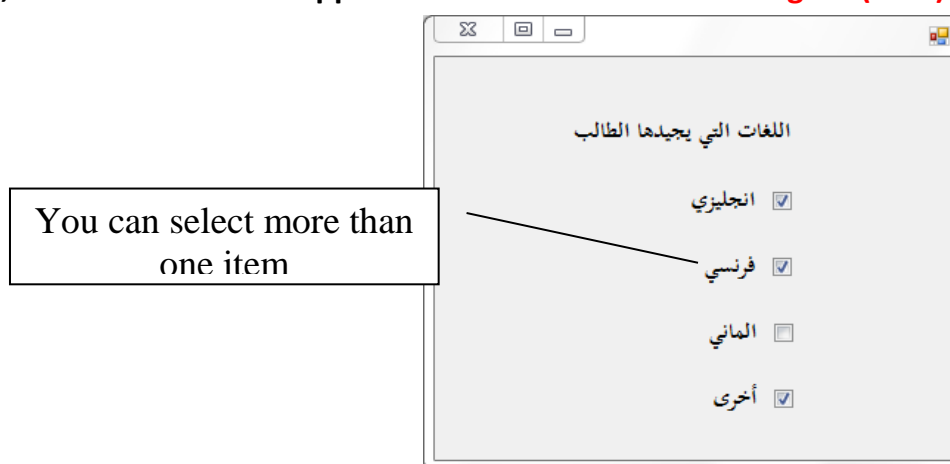 اللغات التي يجيدها الطالب
انجليزي
You can select more than
one item
فرنسي
الماني
أخرى